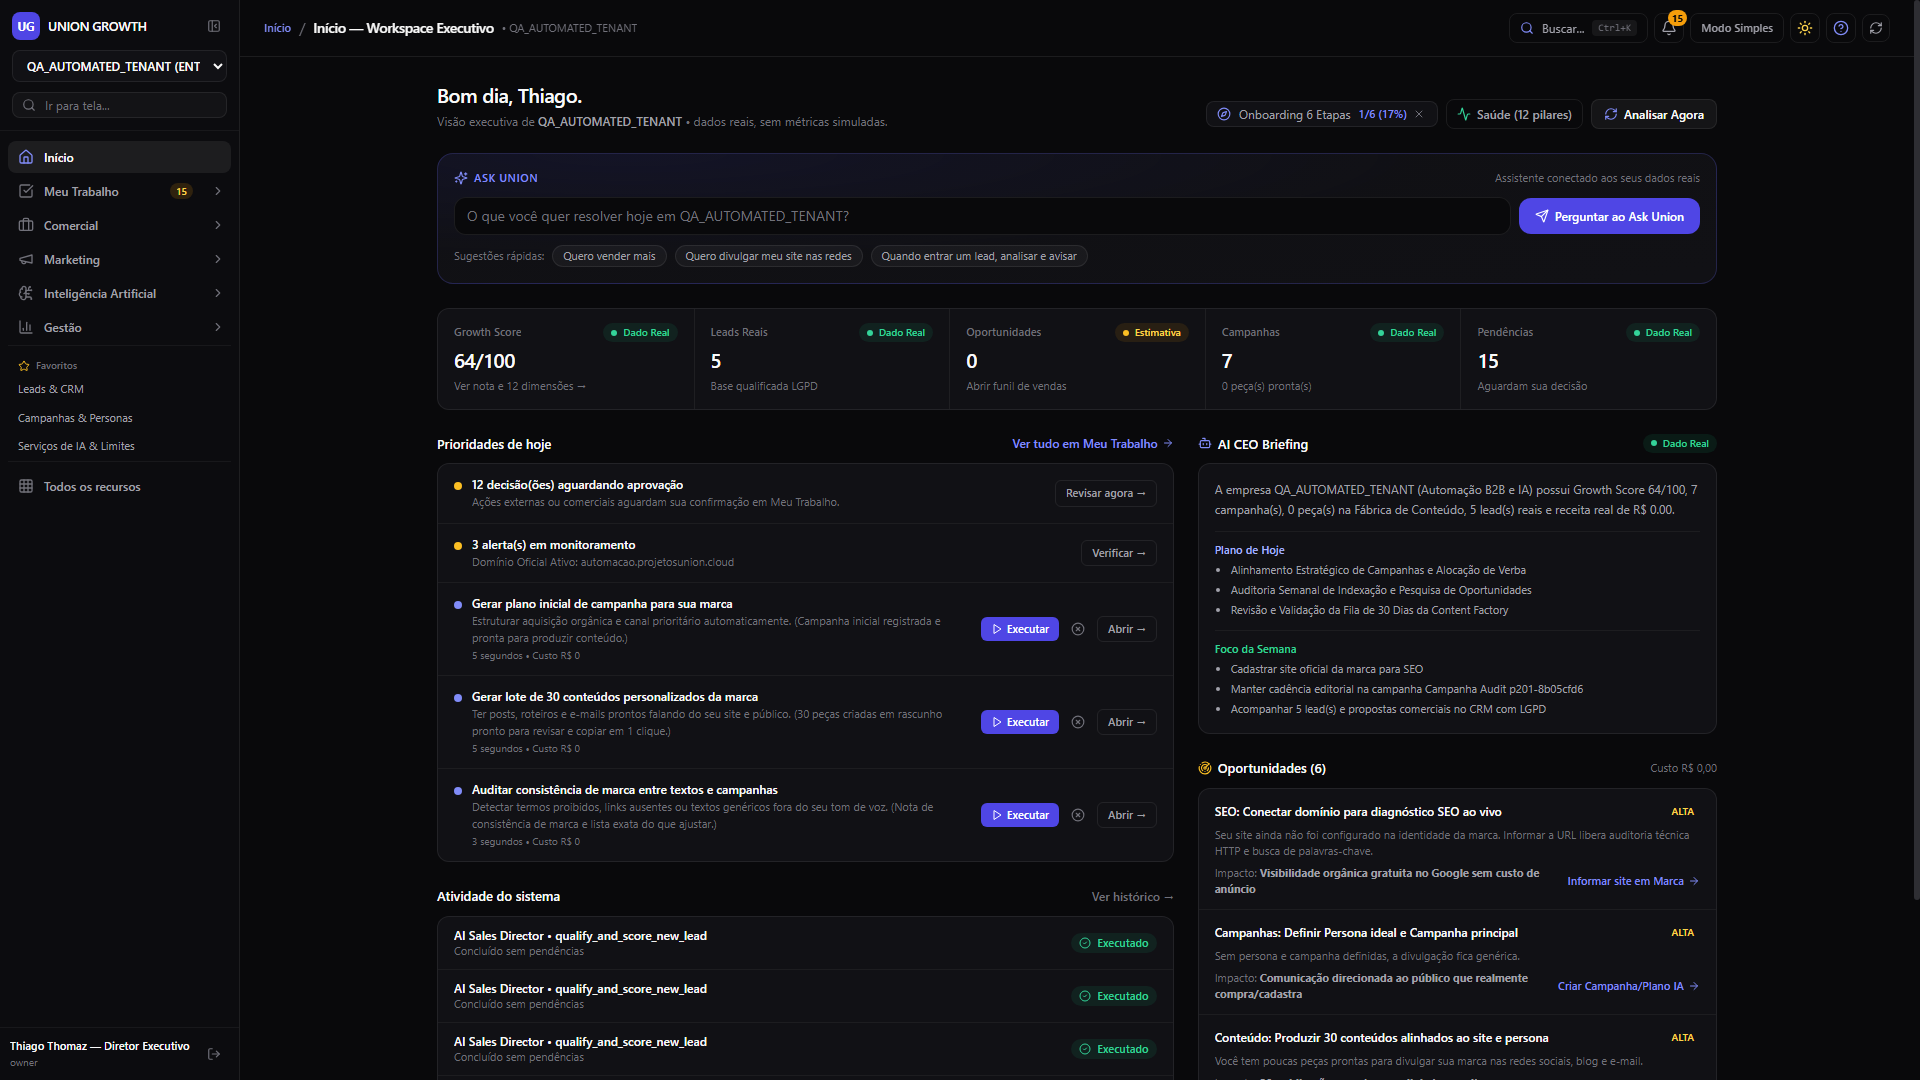 UG UNION GROWTH
QA_AUTOMATED_TENANT (ENT
Ir para tela...
Início
Meu Trabalho 15
Comercial
Marketing
Inteligência Artificial
Gestão
Favoritos
Leads & CRM
Campanhas & Personas
Serviços de IA & Limites
Todos os recursos
Thiago Thomaz — Diretor Executivo
owner
Início / Início — Workspace Executivo • QA_AUTOMATED_TENANT
Buscar... Ctrl+K 15 Modo Simples
Bom dia, Thiago.
Visão executiva de QA_AUTOMATED_TENANT • dados reais, sem métricas simuladas.
Onboarding 6 Etapas 1/6 (17%) Saúde (12 pilares) Analisar Agora
ASK UNION
Assistente conectado aos seus dados reais
O que você quer resolver hoje em QA_AUTOMATED_TENANT?
Perguntar ao Ask Union
Sugestões rápidas: Quero vender mais Quero divulgar meu site nas redes Quando entrar um lead, analisar e avisar
Growth Score Dado Real
64/100
Ver nota e 12 dimensões →
Leads Reais Dado Real
5
Base qualificada LGPD
Oportunidades Estimativa
0
Abrir funil de vendas
Campanhas Dado Real
7
0 peça(s) pronta(s)
Pendências Dado Real
15
Aguardam sua decisão
Prioridades de hoje
Ver tudo em Meu Trabalho →
12 decisão(ões) aguardando aprovação
Ações externas ou comerciais aguardam sua confirmação em Meu Trabalho.
Revisar agora →
3 alerta(s) em monitoramento
Domínio Oficial Ativo: automacao.projetosunion.cloud
Verificar →
Gerar plano inicial de campanha para sua marca
Estruturar aquisição orgânica e canal prioritário automaticamente. (Campanha inicial registrada e
pronta para produzir conteúdo.)
5 segundos • Custo R$ 0
Executar Abrir →
Gerar lote de 30 conteúdos personalizados da marca
Ter posts, roteiros e e-mails prontos falando do seu site e público. (30 peças criadas em rascunho
pronto para revisar e copiar em 1 clique.)
5 segundos • Custo R$ 0
Executar Abrir →
Auditar consistência de marca entre textos e campanhas
Detectar termos proibidos, links ausentes ou textos genéricos fora do seu tom de voz. (Nota de
consistência de marca e lista exata do que ajustar.)
3 segundos • Custo R$ 0
Executar Abrir →
Atividade do sistema
Ver histórico →
AI Sales Director • qualify_and_score_new_lead
Concluído sem pendências
Executado
AI Sales Director • qualify_and_score_new_lead
Concluído sem pendências
Executado
AI Sales Director • qualify_and_score_new_lead
Concluído sem pendências
Executado
AI CEO Briefing
Dado Real
A empresa QA_AUTOMATED_TENANT (Automação B2B e IA) possui Growth Score 64/100, 7
campanha(s), 0 peça(s) na Fábrica de Conteúdo, 5 lead(s) reais e receita real de R$ 0.00.
Plano de Hoje
• Alinhamento Estratégico de Campanhas e Alocação de Verba
• Auditoria Semanal de Indexação e Pesquisa de Oportunidades
• Revisão e Validação da Fila de 30 Dias da Content Factory
Foco da Semana
• Cadastrar site oficial da marca para SEO
• Manter cadência editorial na campanha Campanha Audit p201-8b05cfd6
• Acompanhar 5 lead(s) e propostas comerciais no CRM com LGPD
Oportunidades (6)
Custo R$ 0,00
SEO: Conectar domínio para diagnóstico SEO ao vivo ALTA
Seu site ainda não foi configurado na identidade da marca. Informar a URL libera auditoria técnica
HTTP e busca de palavras-chave.
Impacto: Visibilidade orgânica gratuita no Google sem custo de
anúncio
Informar site em Marca →
Campanhas: Definir Persona ideal e Campanha principal ALTA
Sem persona e campanha definidas, a divulgação fica genérica.
Impacto: Comunicação direcionada ao público que realmente
compra/cadastra
Criar Campanha/Plano IA →
Conteúdo: Produzir 30 conteúdos alinhados ao site e persona ALTA
Você tem poucas peças prontas para divulgar sua marca nas redes sociais, blog e e-mail.